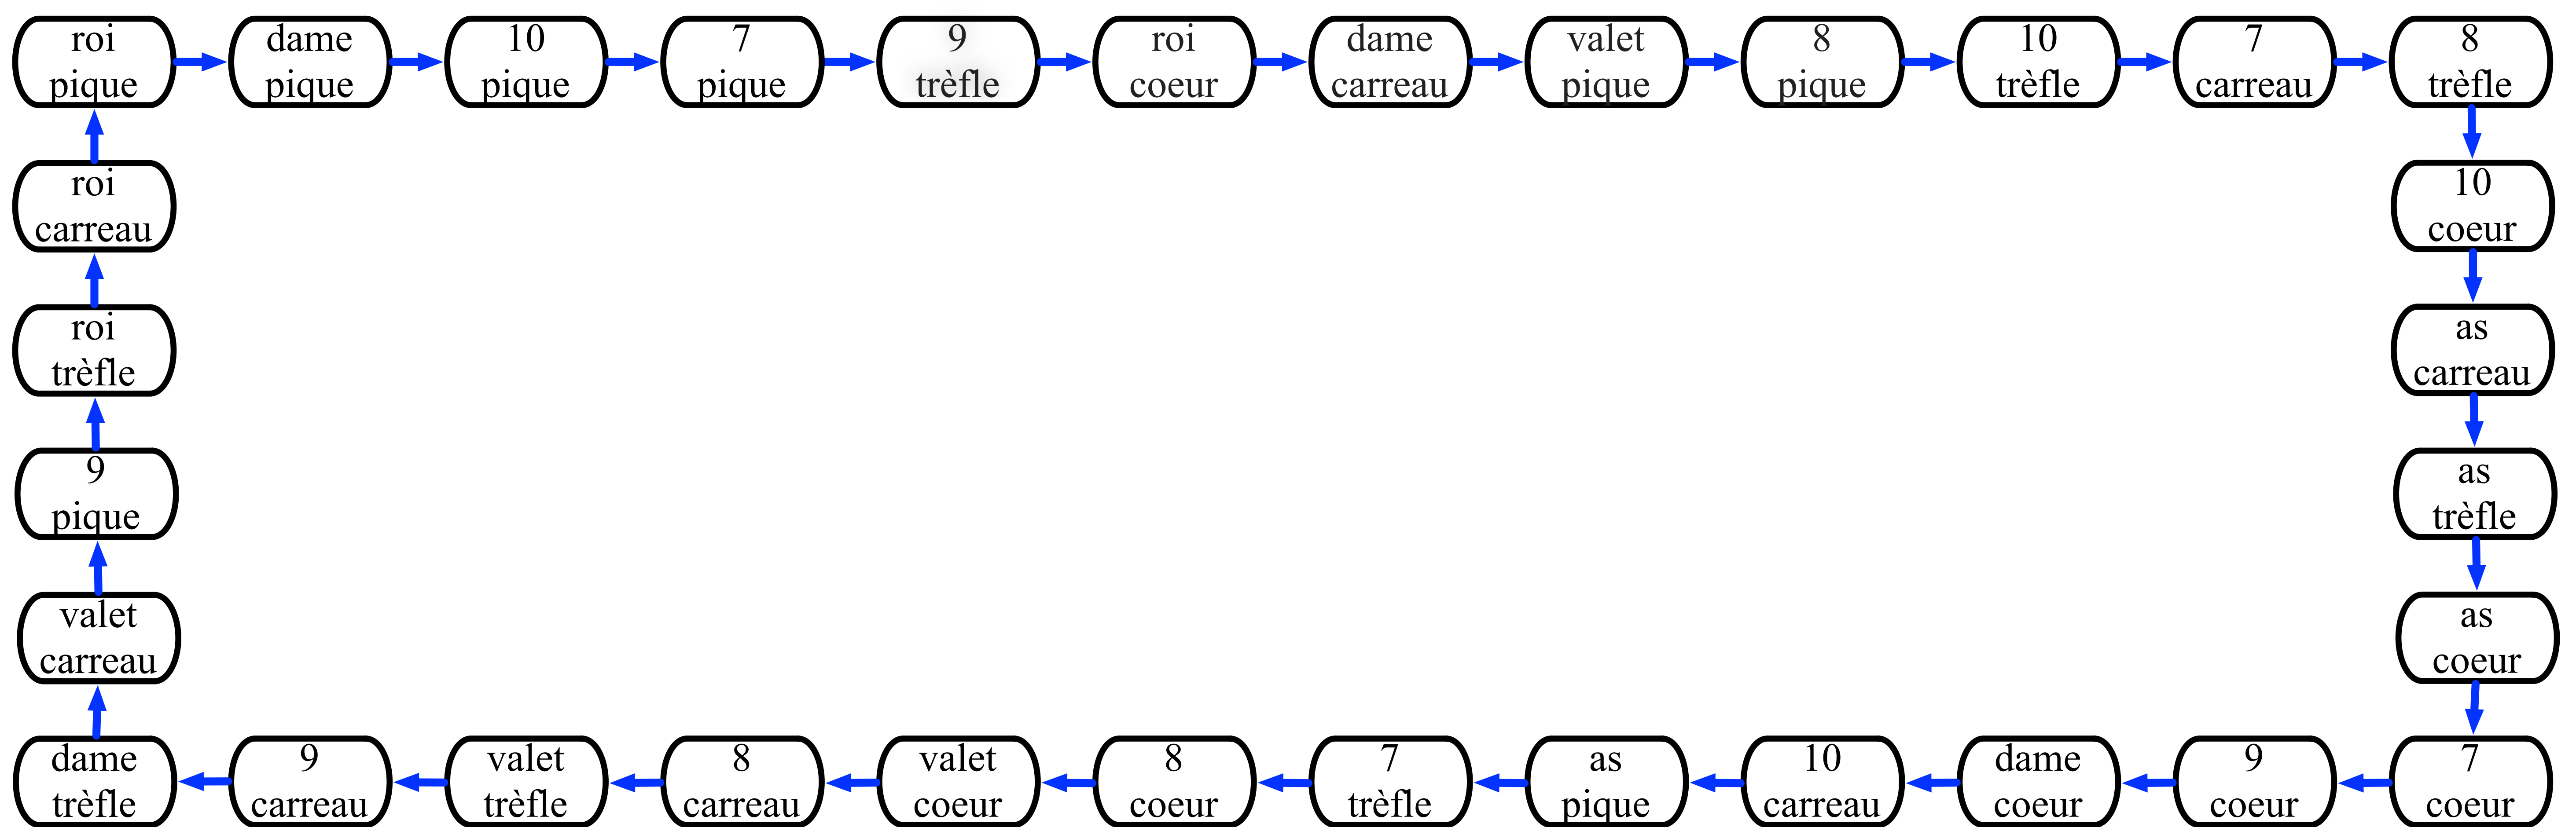 roi
pique
dame
pique
10
pique
7
pique
9
trèfle
roi
coeur
dame
carreau
valet
pique
8
pique
10
trèfle
7
carreau
8
trèfle
10
coeur
as
carreau
as
trèfle
as
coeur
7
coeur
9
coeur
dame
coeur
10
carreau
as
pique
7
trèfle
8
coeur
valet
coeur
8
carreau
valet
trèfle
9
carreau
dame
trèfle
valet
carreau
9
pique
roi
trèfle
roi
carreau